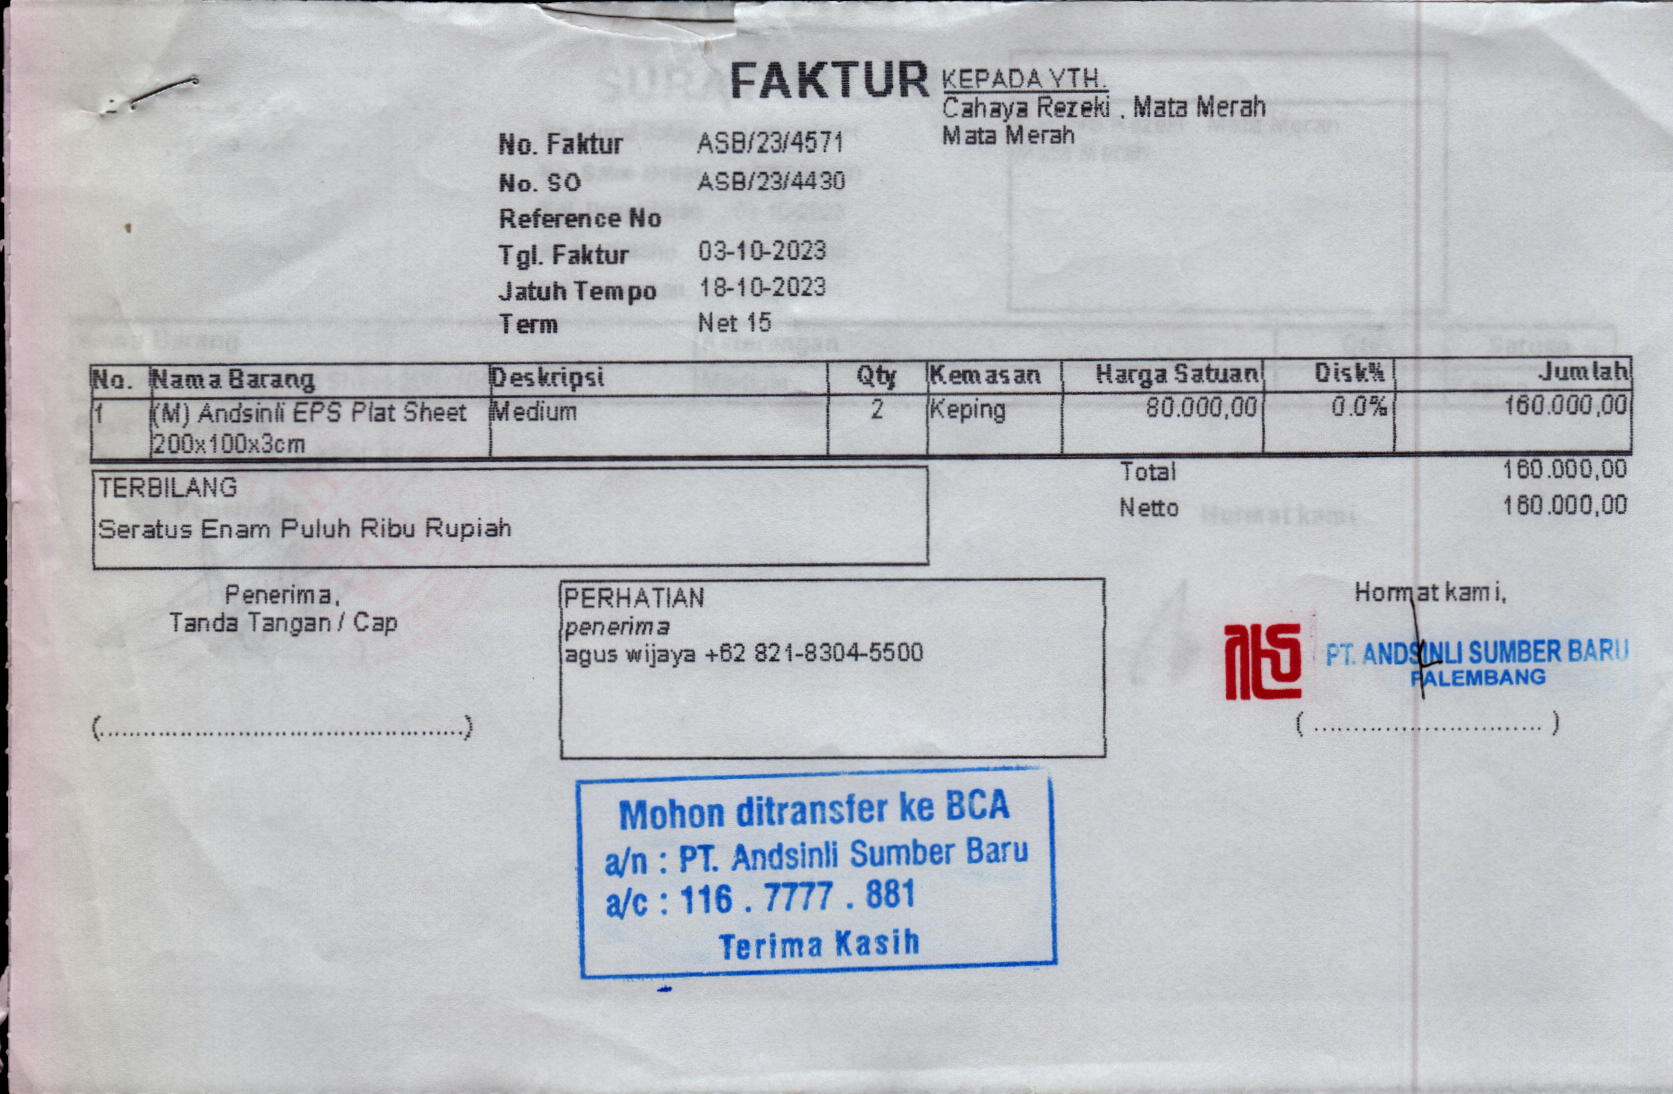 FAKTUR
KEPADA YTH.
Cahaya Rezeki , Mata Merah
Mata Merah
No. Faktur ASB/23/4571
No. SO ASB/23/4430
Reference No
Tgl. Faktur 03-10-2023
Jatuh Tempo 18-10-2023
Term Net 15
No. Nama Barang Deskripsi Qty Kemasan Harga Satuan Disk% Jumlah
1 (M) Andsinli EPS Plat Sheet Medium 2 Keping 80.000,00 0.0% 160.000,00
200x100x3cm
Total 160.000,00
TERBILANG
Netto 160.000,00
Seratus Enam Puluh Ribu Rupiah
Penerima,
Tanda Tangan / Cap
(................................................)
PERHATIAN
penerima
agus wijaya +62 821-8304-5500
Hormat kami,
als
PT. ANDSINLI SUMBER BARU
PALEMBANG
( .............................. )
Mohon ditransfer ke BCA
a/n : PT. Andsinli Sumber Baru
a/c : 116 . 7777 . 881
Terima Kasih